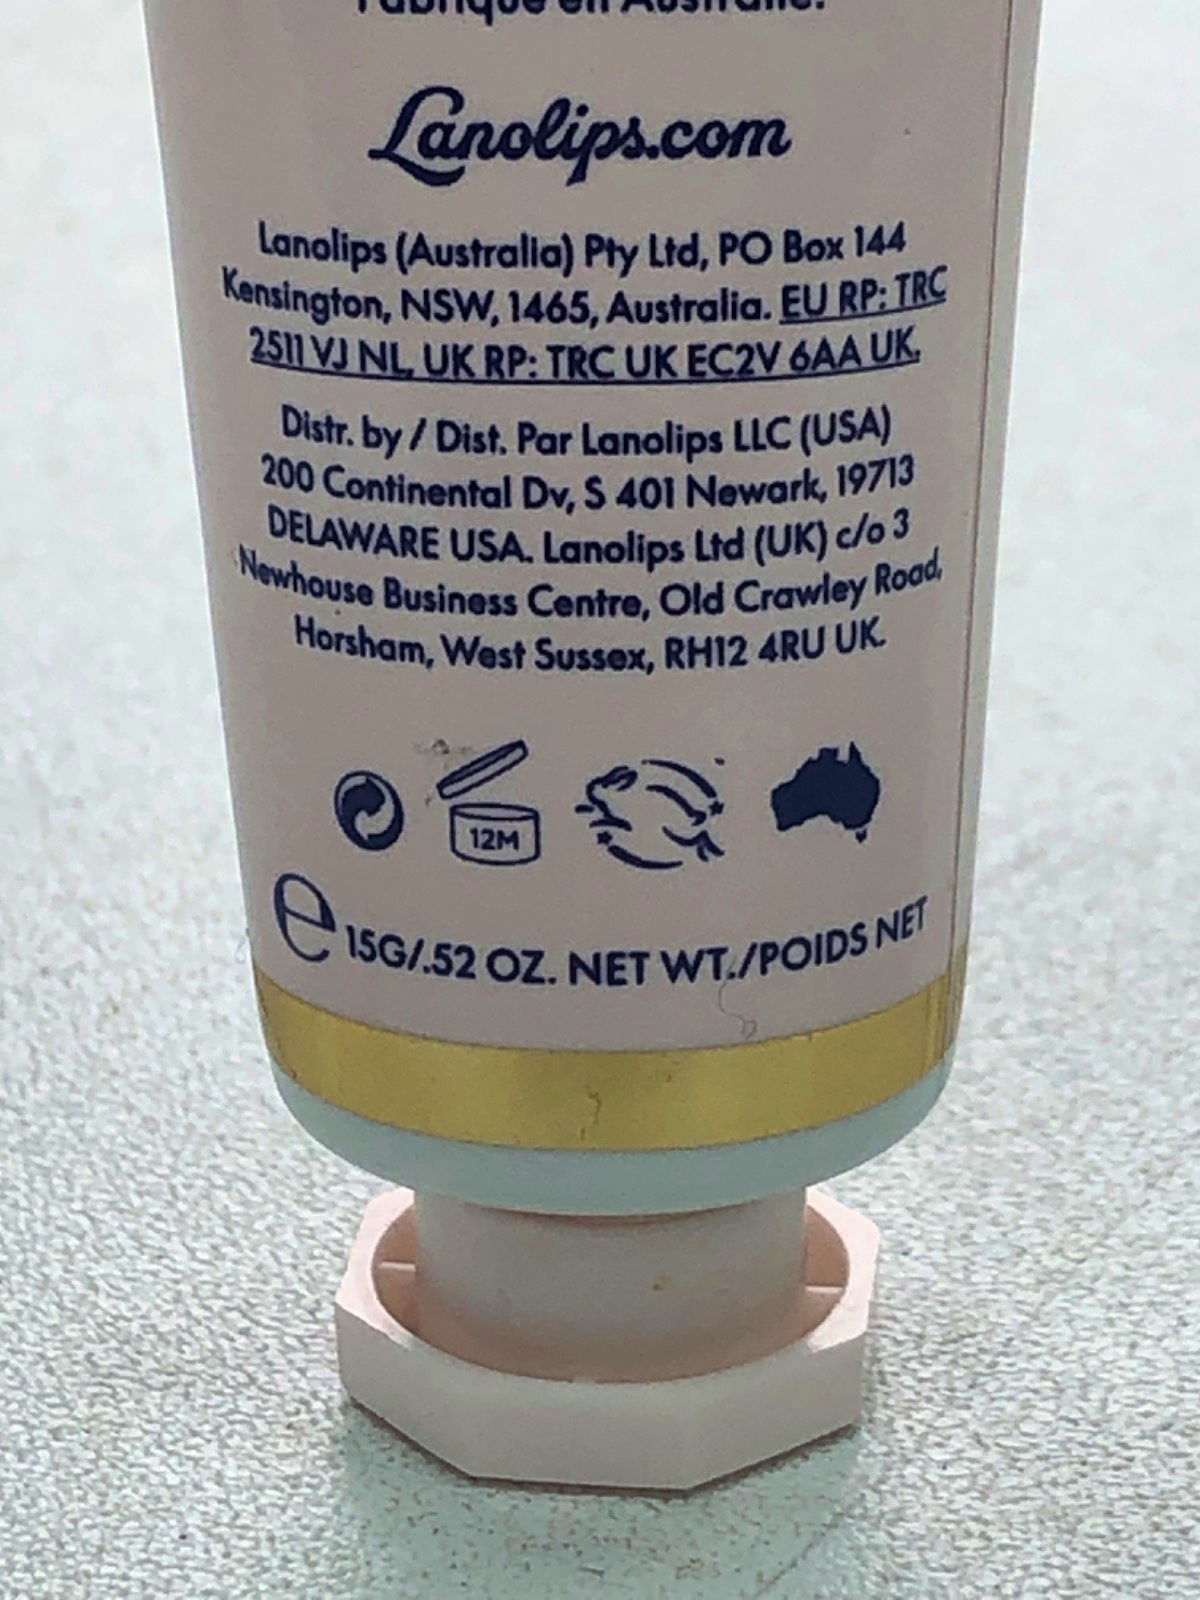 Fabriqué en Australie.
Lanolips.com
Lanolips (Australia) Pty Ltd, PO Box 144
Kensington, NSW, 1465, Australia. EU RP: TRC
2511 VJ NL, UK RP: TRC UK EC2V 6AA UK.
Distr. by / Dist. Par Lanolips LLC (USA)
200 Continental Dv, S 401 Newark, 19713
DELAWARE USA. Lanolips Ltd (UK) c/o 3
Newhouse Business Centre, Old Crawley Road,
Horsham, West Sussex, RH12 4RU UK.
12M
e 15G/.52 OZ. NET WT./POIDS NET